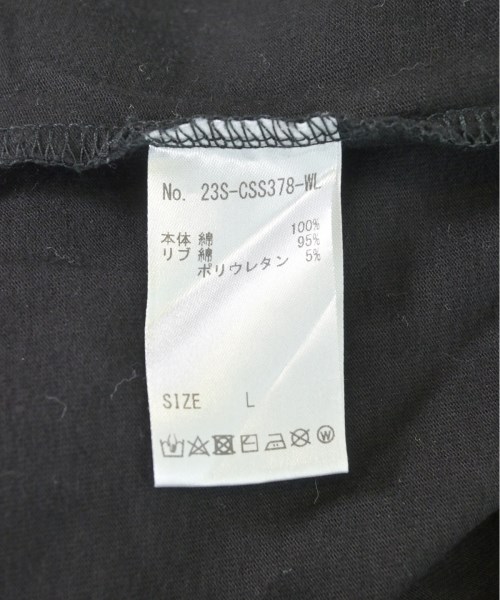 No. 23S-CSS378-WL
本体 綿 100%
リブ 綿 95%
ポリウレタン 5%
SIZE L
W